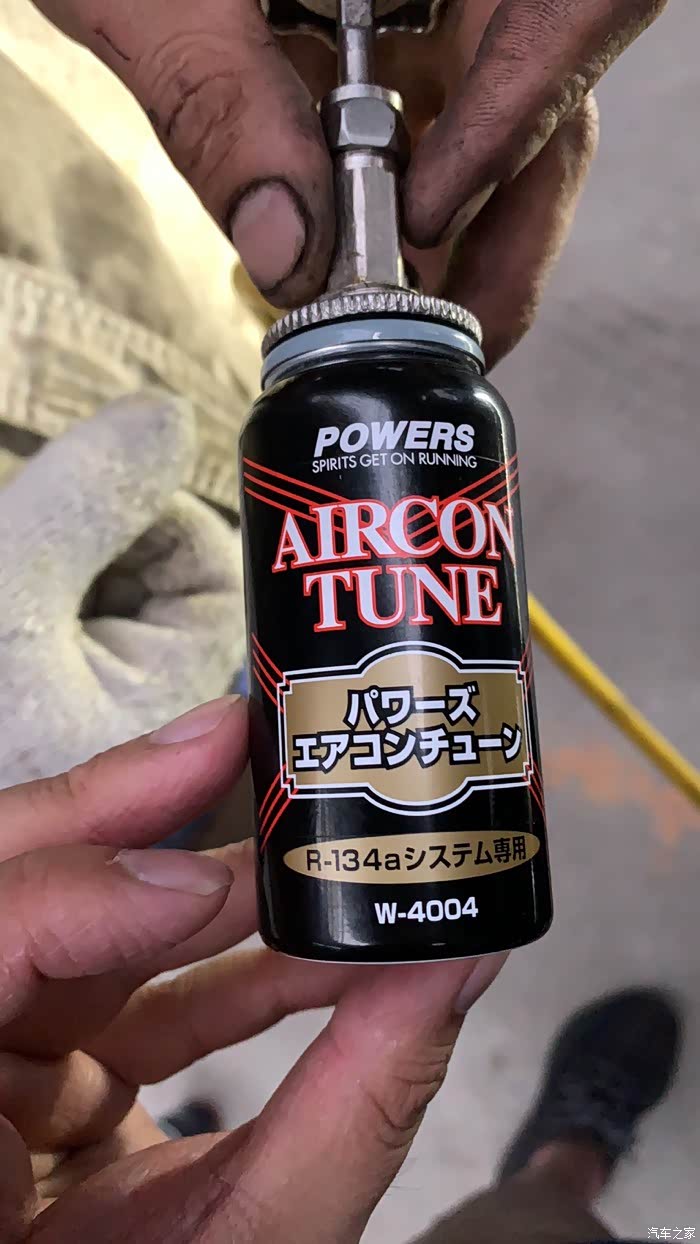 POWERS
SPIRITS GET ON RUNNING
AIRCON
TUNE
パワーズ
エアコンチューン
R-134aシステム専用
W-4004
汽车之家